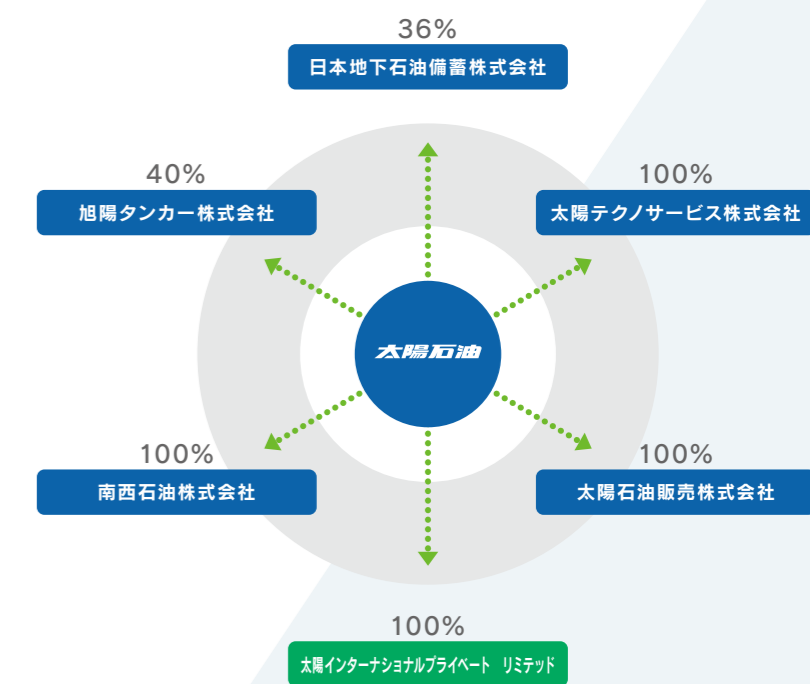 36%
日本地下石油備蓄株式会社
40%
旭陽タンカー株式会社
100%
太陽テクノサービス株式会社
太陽石油
100%
南西石油株式会社
100%
太陽石油販売株式会社
100%
太陽インターナショナルプライベート　リミテッド